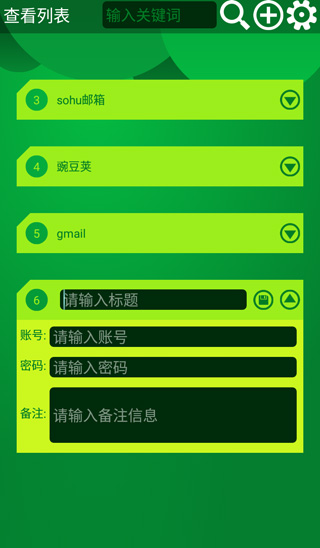 查看列表 输入关键词
3 sohu邮箱
4 豌豆荚
5 gmail
6 请输入标题
账号: 请输入账号
密码: 请输入密码
备注: 请输入备注信息